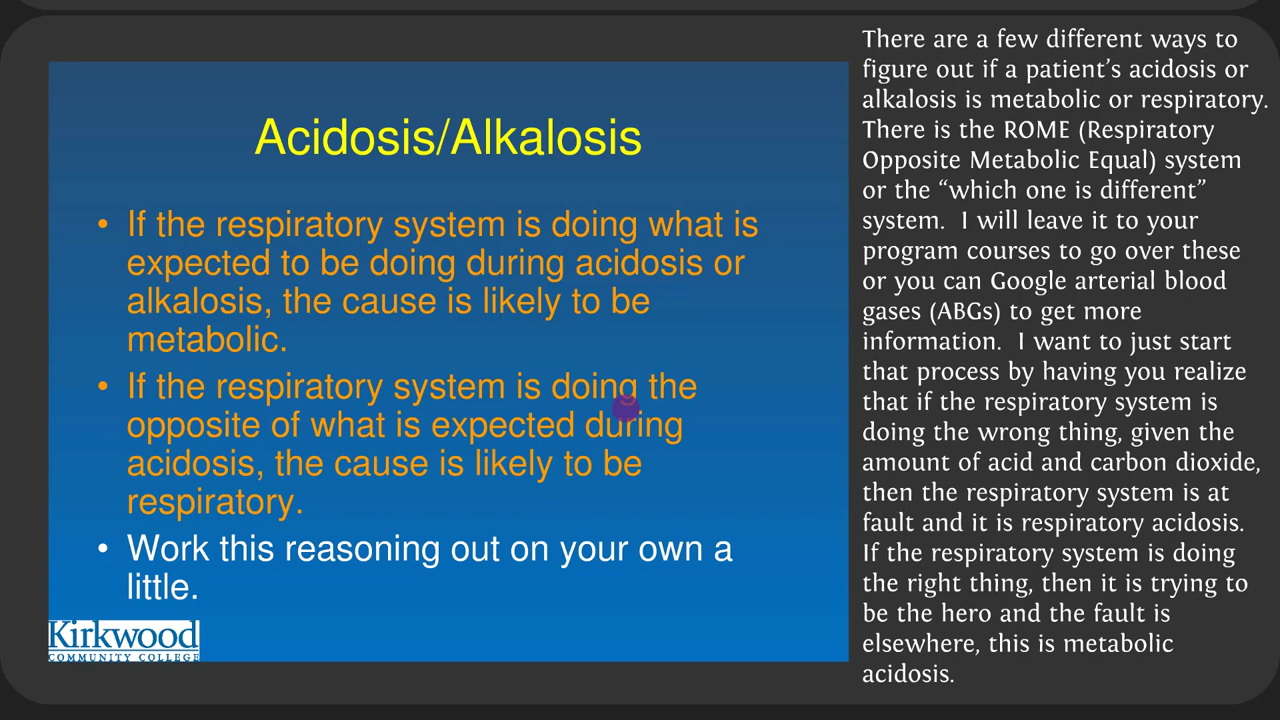 Acidosis/Alkalosis
• If the respiratory system is doing what is
expected to be doing during acidosis or
alkalosis, the cause is likely to be
metabolic.
• If the respiratory system is doing the
opposite of what is expected during
acidosis, the cause is likely to be
respiratory.
• Work this reasoning out on your own a
little.
Kirkwood
COMMUNITY COLLEGE
There are a few different ways to
figure out if a patient's acidosis or
alkalosis is metabolic or respiratory.
There is the ROME (Respiratory
Opposite Metabolic Equal) system
or the “which one is different”
system.  I will leave it to your
program courses to go over these
or you can Google arterial blood
gases (ABGs) to get more
information.  I want to just start
that process by having you realize
that if the respiratory system is
doing the wrong thing, given the
amount of acid and carbon dioxide,
then the respiratory system is at
fault and it is respiratory acidosis.
If the respiratory system is doing
the right thing, then it is trying to
be the hero and the fault is
elsewhere, this is metabolic
acidosis.